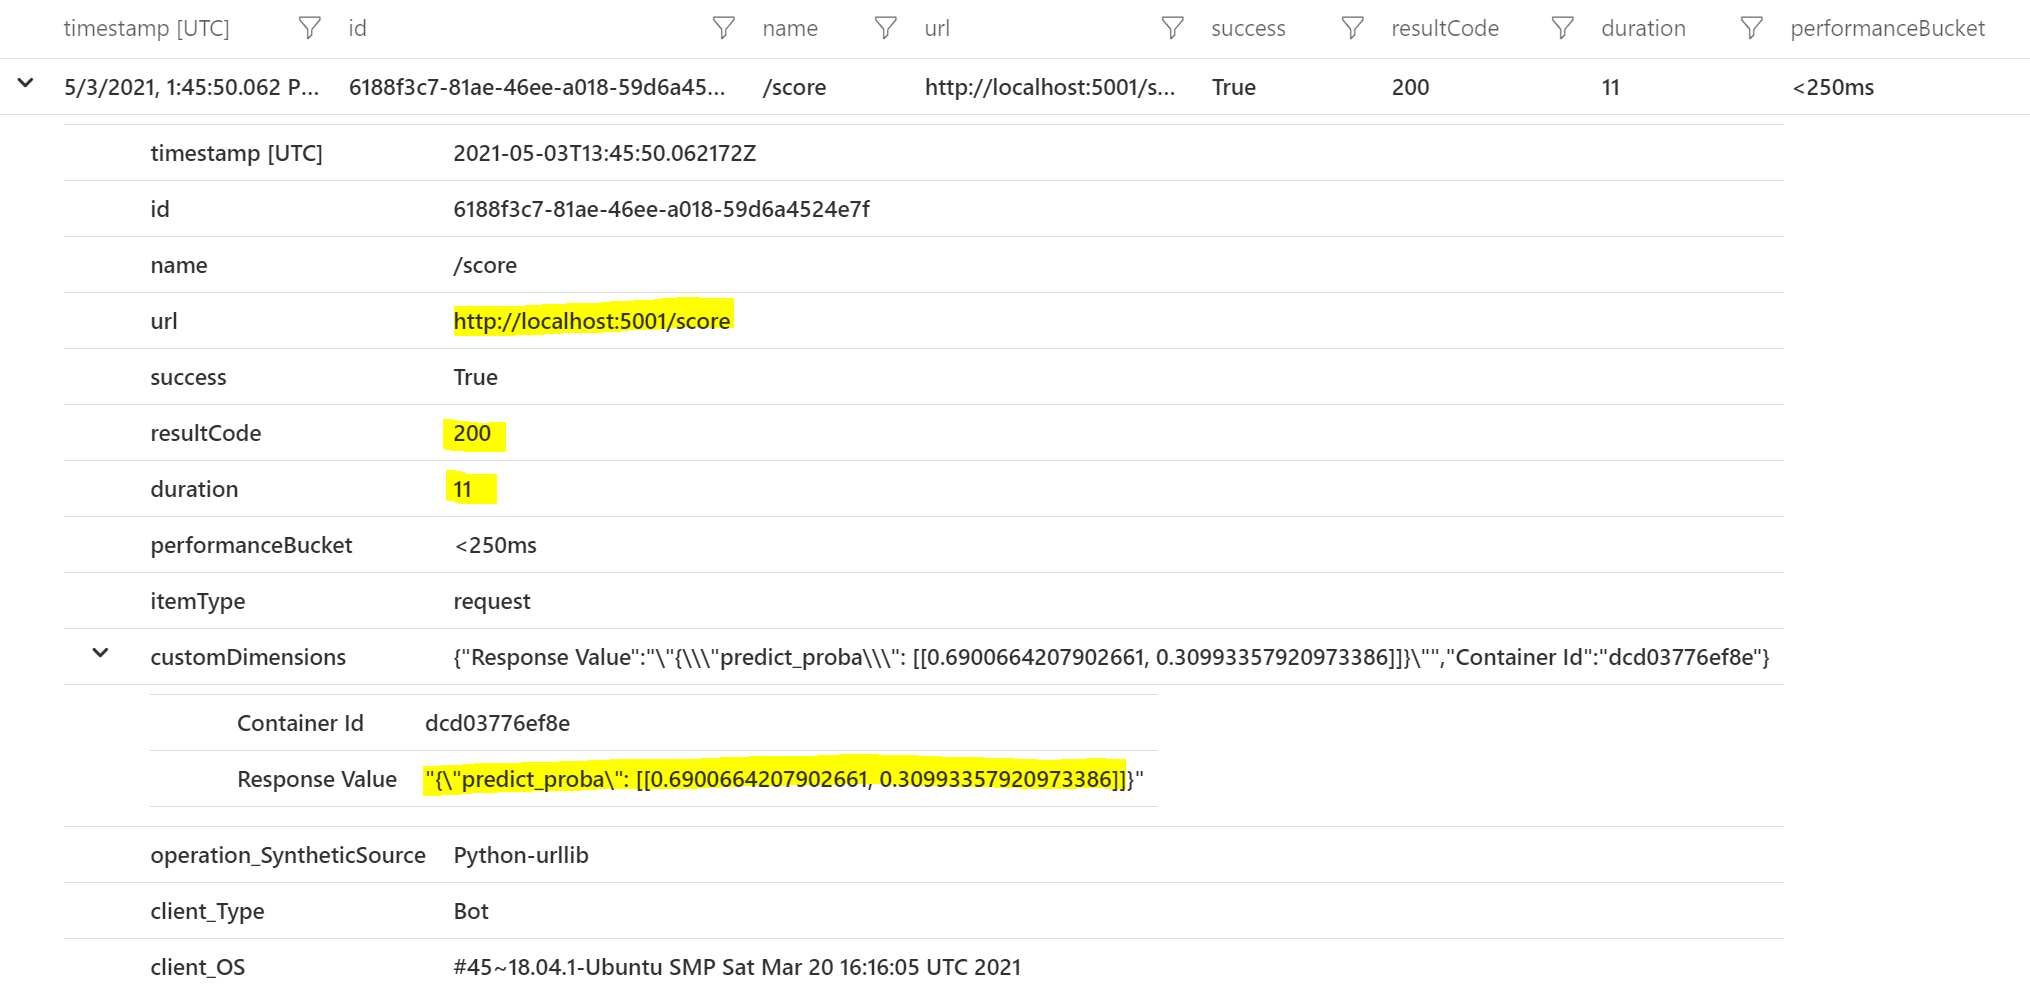 timestamp [UTC] id name url success resultCode duration performanceBucket
5/3/2021, 1:45:50.062 P... 6188f3c7-81ae-46ee-a018-59d6a45... /score http://localhost:5001/s... True 200 11 <250ms
timestamp [UTC] 2021-05-03T13:45:50.062172Z
id 6188f3c7-81ae-46ee-a018-59d6a4524e7f
name /score
url http://localhost:5001/score
success True
resultCode 200
duration 11
performanceBucket <250ms
itemType request
customDimensions {"Response Value":"\"{\\\"predict_proba\\\": [[0.6900664207902661, 0.30993357920973386]]}\"","Container Id":"dcd03776ef8e"}
Container Id dcd03776ef8e
Response Value "{\"predict_proba\": [[0.6900664207902661, 0.30993357920973386]]}"
operation_SyntheticSource Python-urllib
client_Type Bot
client_OS #45~18.04.1-Ubuntu SMP Sat Mar 20 16:16:05 UTC 2021